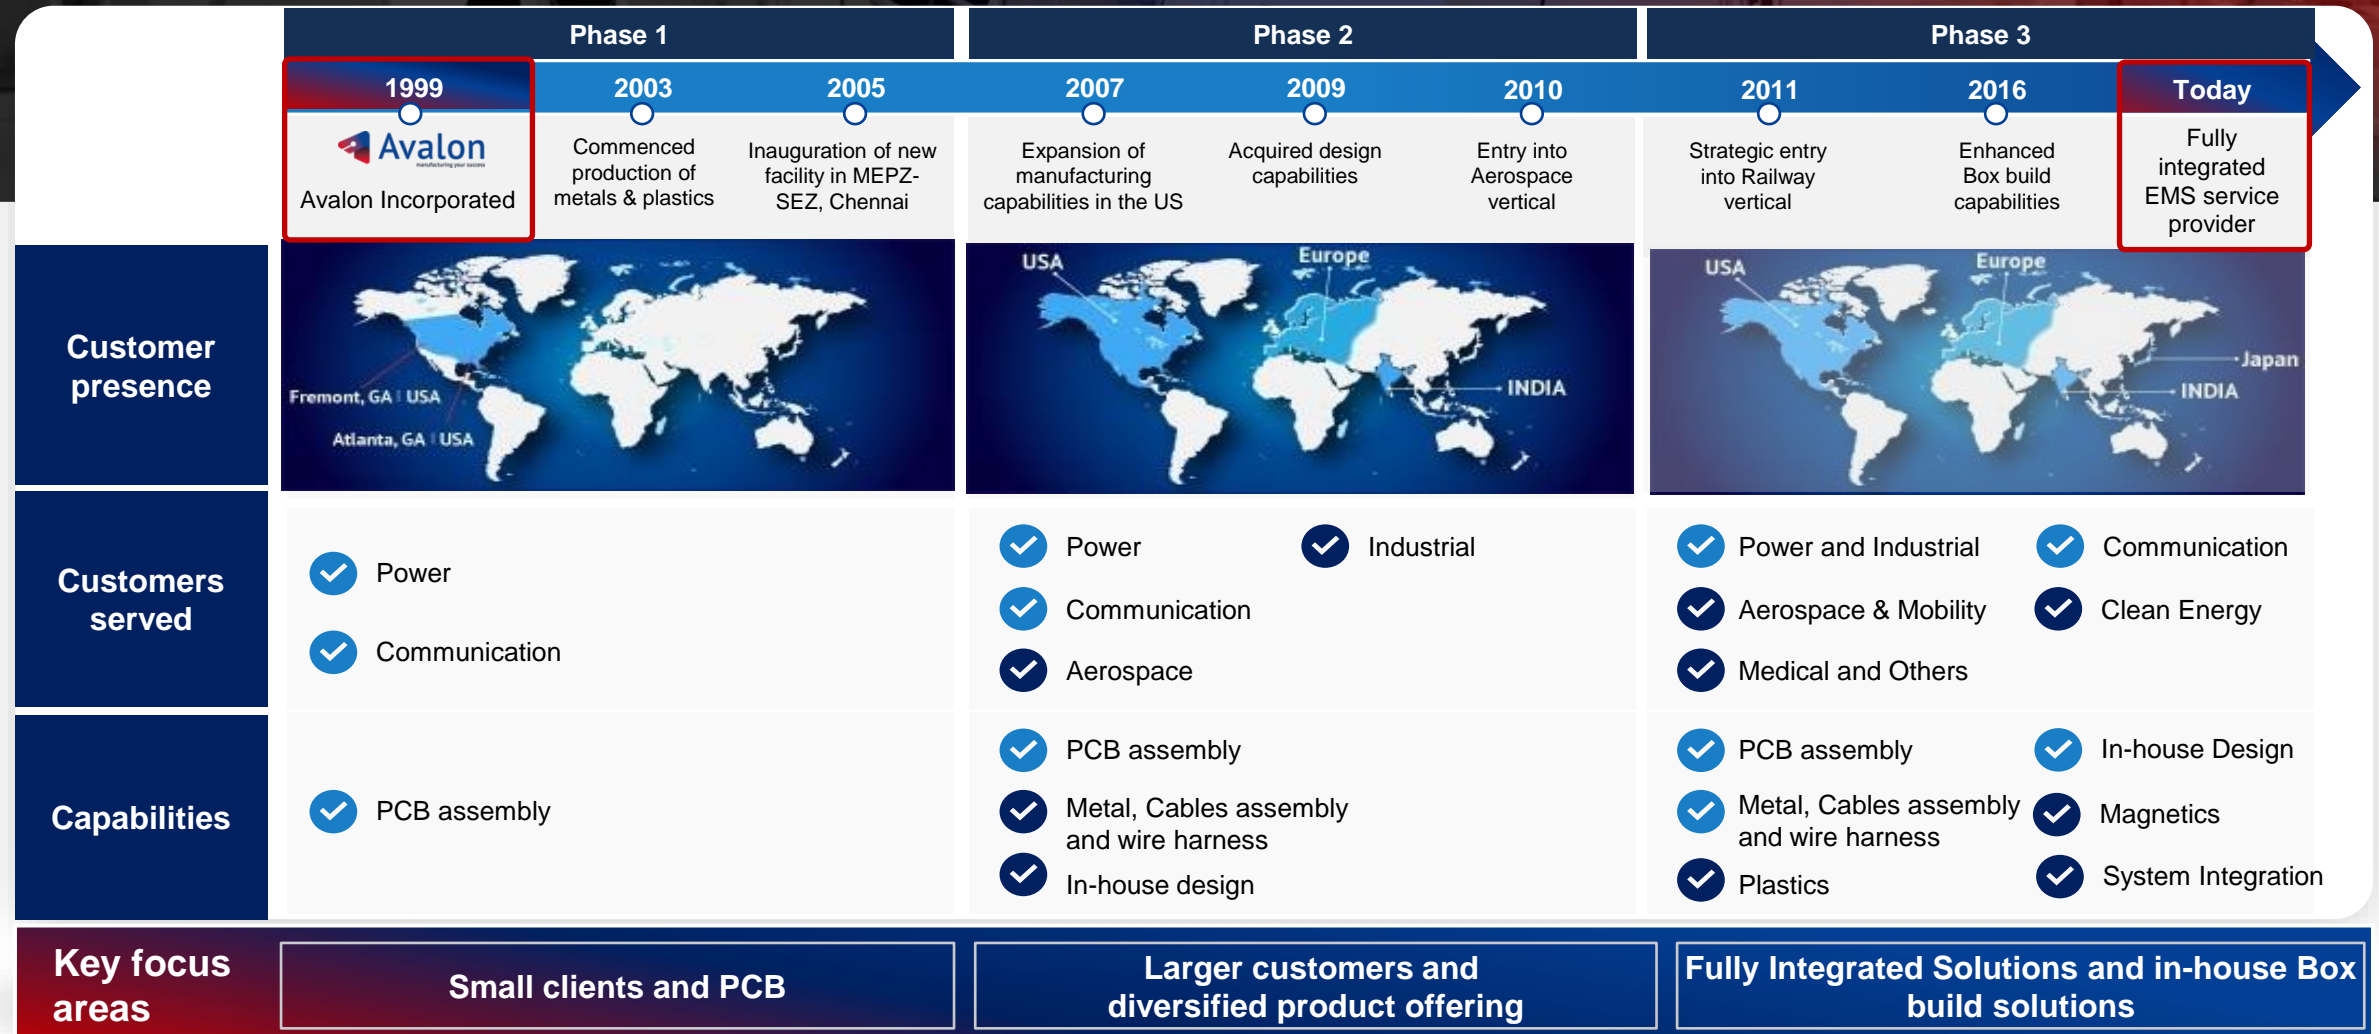 Phase 1
Phase 2
Phase 3
1999
2003
2005
2007
2009
2010
2011
2016
Today
Avalon
manufacturing your success
Avalon Incorporated
Commenced
production of
metals & plastics
Inauguration of new
facility in MEPZ-
SEZ, Chennai
Expansion of
manufacturing
capabilities in the US
Acquired design
capabilities
Entry into
Aerospace
vertical
Strategic entry
into Railway
vertical
Enhanced
Box build
capabilities
Fully
integrated
EMS service
provider
Customer
presence
Fremont, GA | USA
Atlanta, GA | USA
USA
Europe
INDIA
USA
Europe
Japan
INDIA
Customers
served
Power
Communication
Power
Industrial
Communication
Aerospace
Power and Industrial
Communication
Aerospace & Mobility
Clean Energy
Medical and Others
Capabilities
PCB assembly
PCB assembly
Metal, Cables assembly
and wire harness
In-house design
PCB assembly
In-house Design
Metal, Cables assembly
and wire harness
Magnetics
Plastics
System Integration
Key focus
areas
Small clients and PCB
Larger customers and
diversified product offering
Fully Integrated Solutions and in-house Box
build solutions